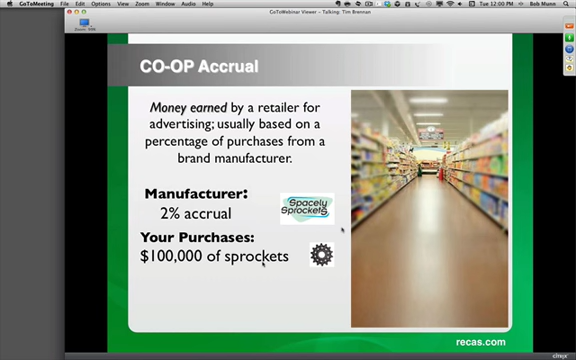 GoToMeeting File Edit Options View Zoom Window Audio Help
Tue 12:00 PM Bob Munn
GoToWebinar Viewer - Talking: Tim Brennan
CO-OP Accrual
Money earned by a retailer for
advertising; usually based on a
percentage of purchases from a
brand manufacturer.
Manufacturer:
2% accrual
Spacely
Sprockets
Your Purchases:
$100,000 of sprockets
recas.com
CITRIX